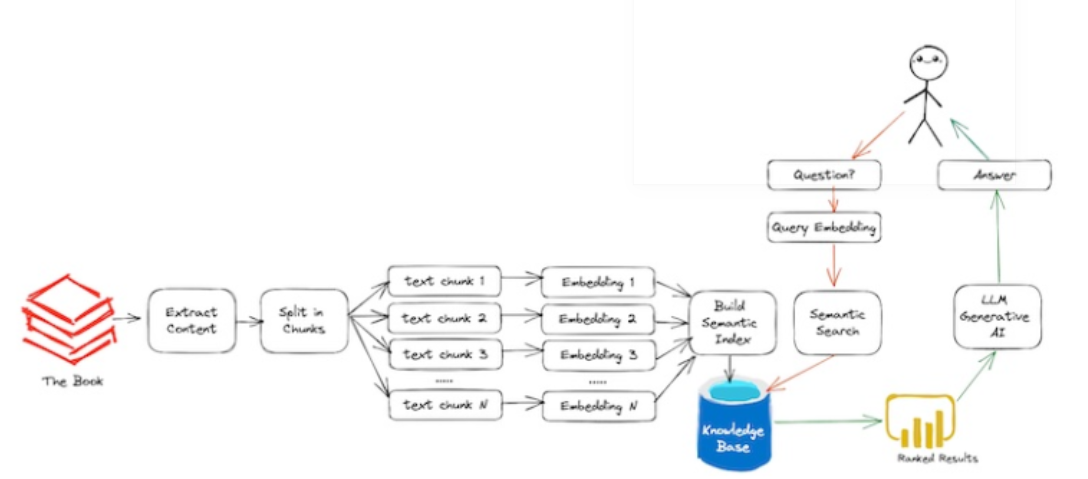 Question?
Answer
Query Embedding
The Book
Extract
Content
Split in
Chunks
text chunk 1
text chunk 2
text chunk 3
.....
text chunk N
Embedding 1
Embedding 2
Embedding 3
.....
Embedding N
Build
Semantic
Index
Semantic
Search
LLM
Generative
AI
Knowledge
Base
Ranked Results